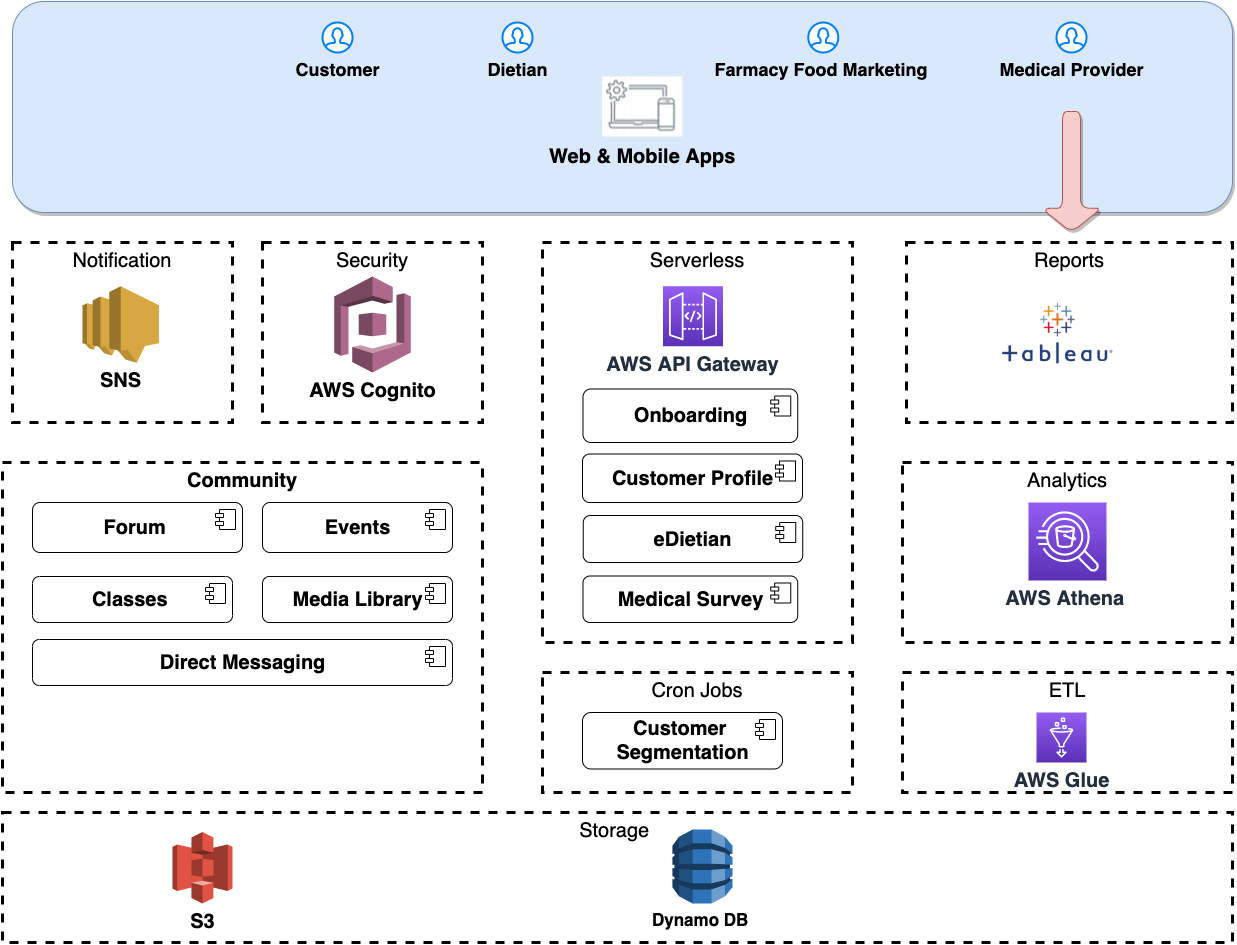 Customer
Dietian
Farmacy Food Marketing
Medical Provider
Web & Mobile Apps
Notification
SNS
Security
AWS Cognito
Serverless
AWS API Gateway
Onboarding
Customer Profile
eDietian
Medical Survey
Reports
+ableau
Community
Forum
Events
Classes
Media Library
Direct Messaging
Analytics
AWS Athena
Cron Jobs
Customer
Segmentation
ETL
AWS Glue
Storage
S3
Dynamo DB